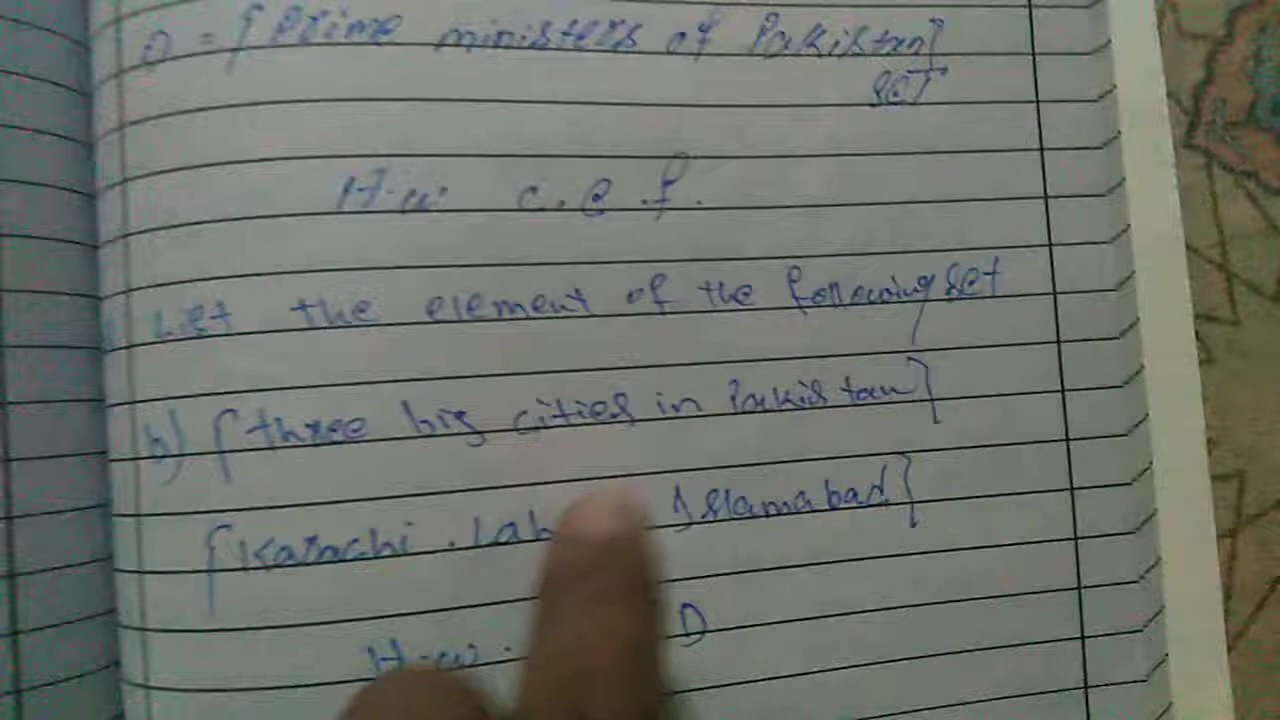 D = {Prime ministers of Pakistan}
SET
H.w. c.e.f.
List the element of the following set
b) {three big cities in Pakistan}
{Karachi . Lah Islamabad}
H.w. D